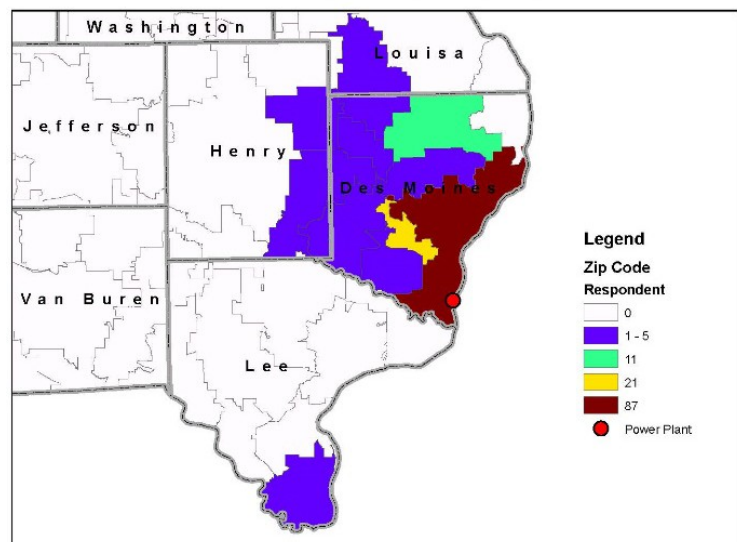 Washington
Louisa
Jefferson
Henry
Des Moines
Van Buren
Lee
Legend
Zip Code
Respondent
0
1 - 5
11
21
87
Power Plant